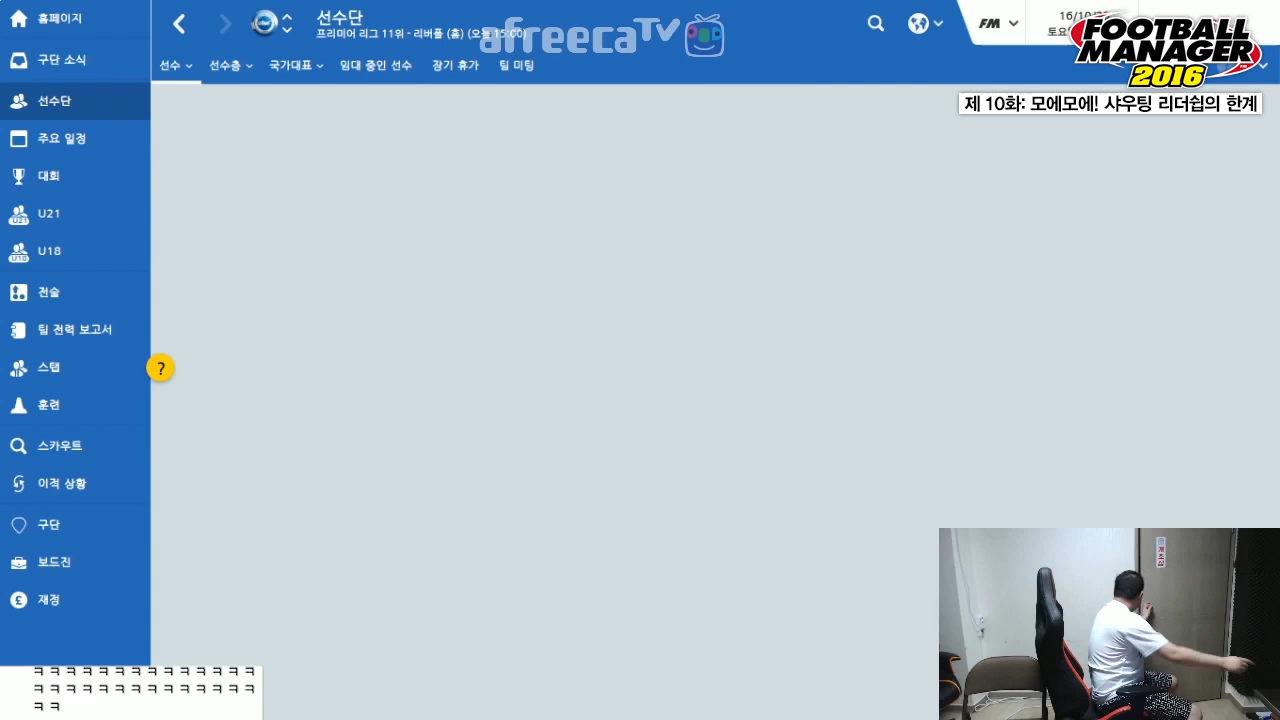 홈페이지
구단 소식
선수단
주요 일정
대회
U21
U18
전술
팀 전력 보고서
스탭
훈련
스카우트
이적 상황
구단
보드진
재정
선수단
프리미어 리그 11위 - 리버풀 (홈) (오늘 15:00)
afreecaTV
선수
선수층
국가대표
임대 중인 선수
장기 휴가
팀 미팅
FM
16/10/
FOOTBALL
MANAGER
2016
제 10화: 모에모에! 샤우팅 리더쉽의 한계
?
ㅋㅋㅋㅋㅋㅋㅋㅋㅋㅋㅋㅋㅋㅋ
ㅋㅋㅋㅋㅋㅋㅋㅋㅋㅋㅋㅋㅋㅋ
ㅋㅋ